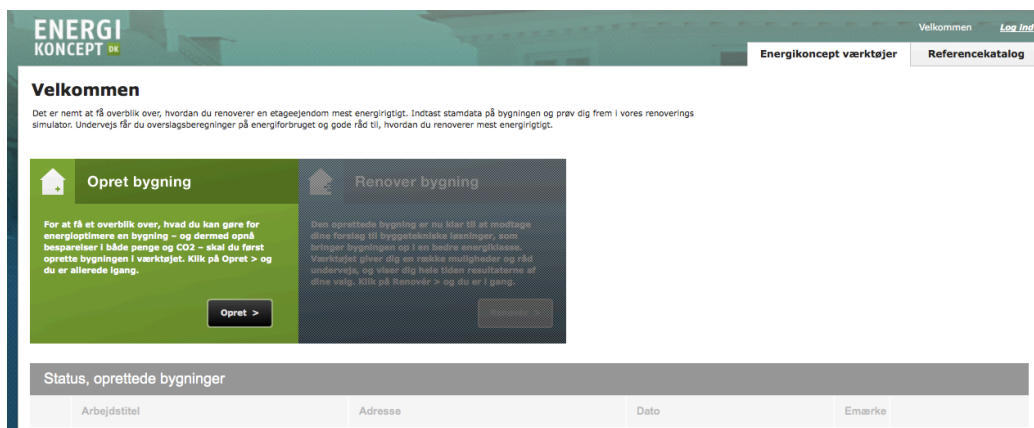 ENERGI
KONCEPT DK
Velkommen Log Ind
Energikoncept værktøjer Referencekatalog
Velkommen
Det er nemt at få overblik over, hvordan du renoverer en etageejendom mest energirigtigt. Indtast stamdata på bygningen og prøv dig frem i vores renoverings
simulator. Undervejs får du overslagsberegninger på energiforbruget og gode råd til, hvordan du renoverer mest energirigtigt.
Opret bygning
For at få et overblik over, hvad du kan gøre for
energioptimere en bygning – og dermed opnå
besparelser i både penge og CO2 – skal du først
oprette bygningen i værktøjet. Klik på Opret > og
du er allerede igang.
Opret >
Renover bygning
Den oprettede bygning er nu klar til at modtage
dine forslag til byggetekniske løsninger, som
bringer bygningen op i en bedre energiklasse.
Værktøjet giver dig en række muligheder og råd
undervejs, og viser dig hele tiden resultaterne af
dine valg. Klik på Renovér > og du er i gang.
Renovér >
Status, oprettede bygninger
Arbejdstitel Adresse Dato Emærke